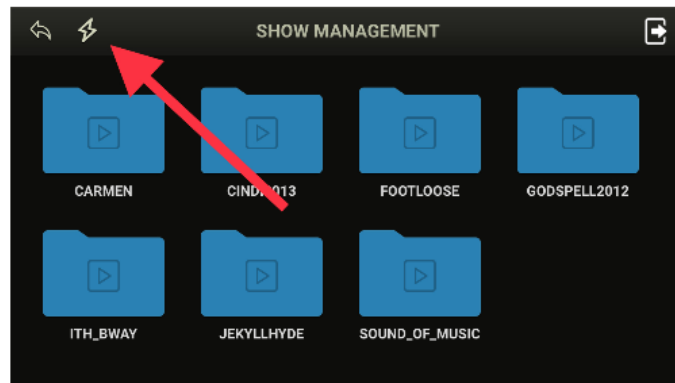 SHOW MANAGEMENT
CARMEN FOOTLOOSE GODSPELL2012
ITH_BWAY JEKYLLHYDE SOUND_OF_MUSIC